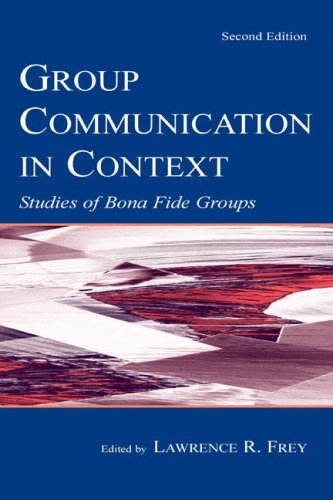 Second Edition
GROUP
COMMUNICATION
IN CONTEXT
Studies of Bona Fide Groups
Edited by LAWRENCE R. FREY